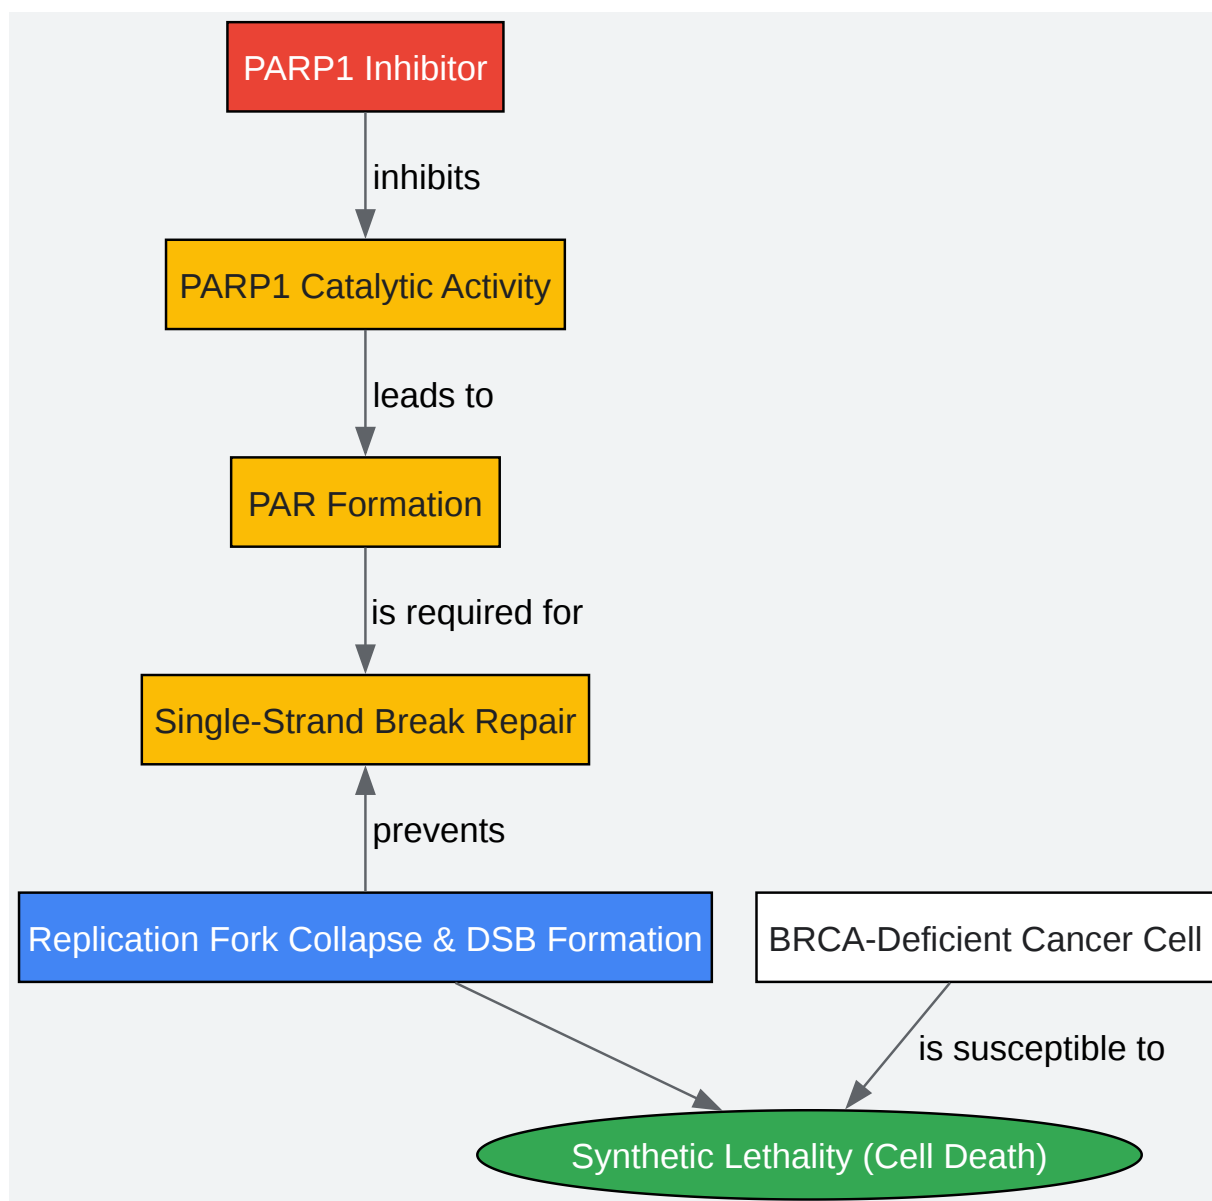 PARP1 Inhibitor
inhibits
PARP1 Catalytic Activity
leads to
PAR Formation
is required for
Single-Strand Break Repair
prevents
Replication Fork Collapse & DSB Formation
BRCA-Deficient Cancer Cell
is susceptible to
Synthetic Lethality (Cell Death)